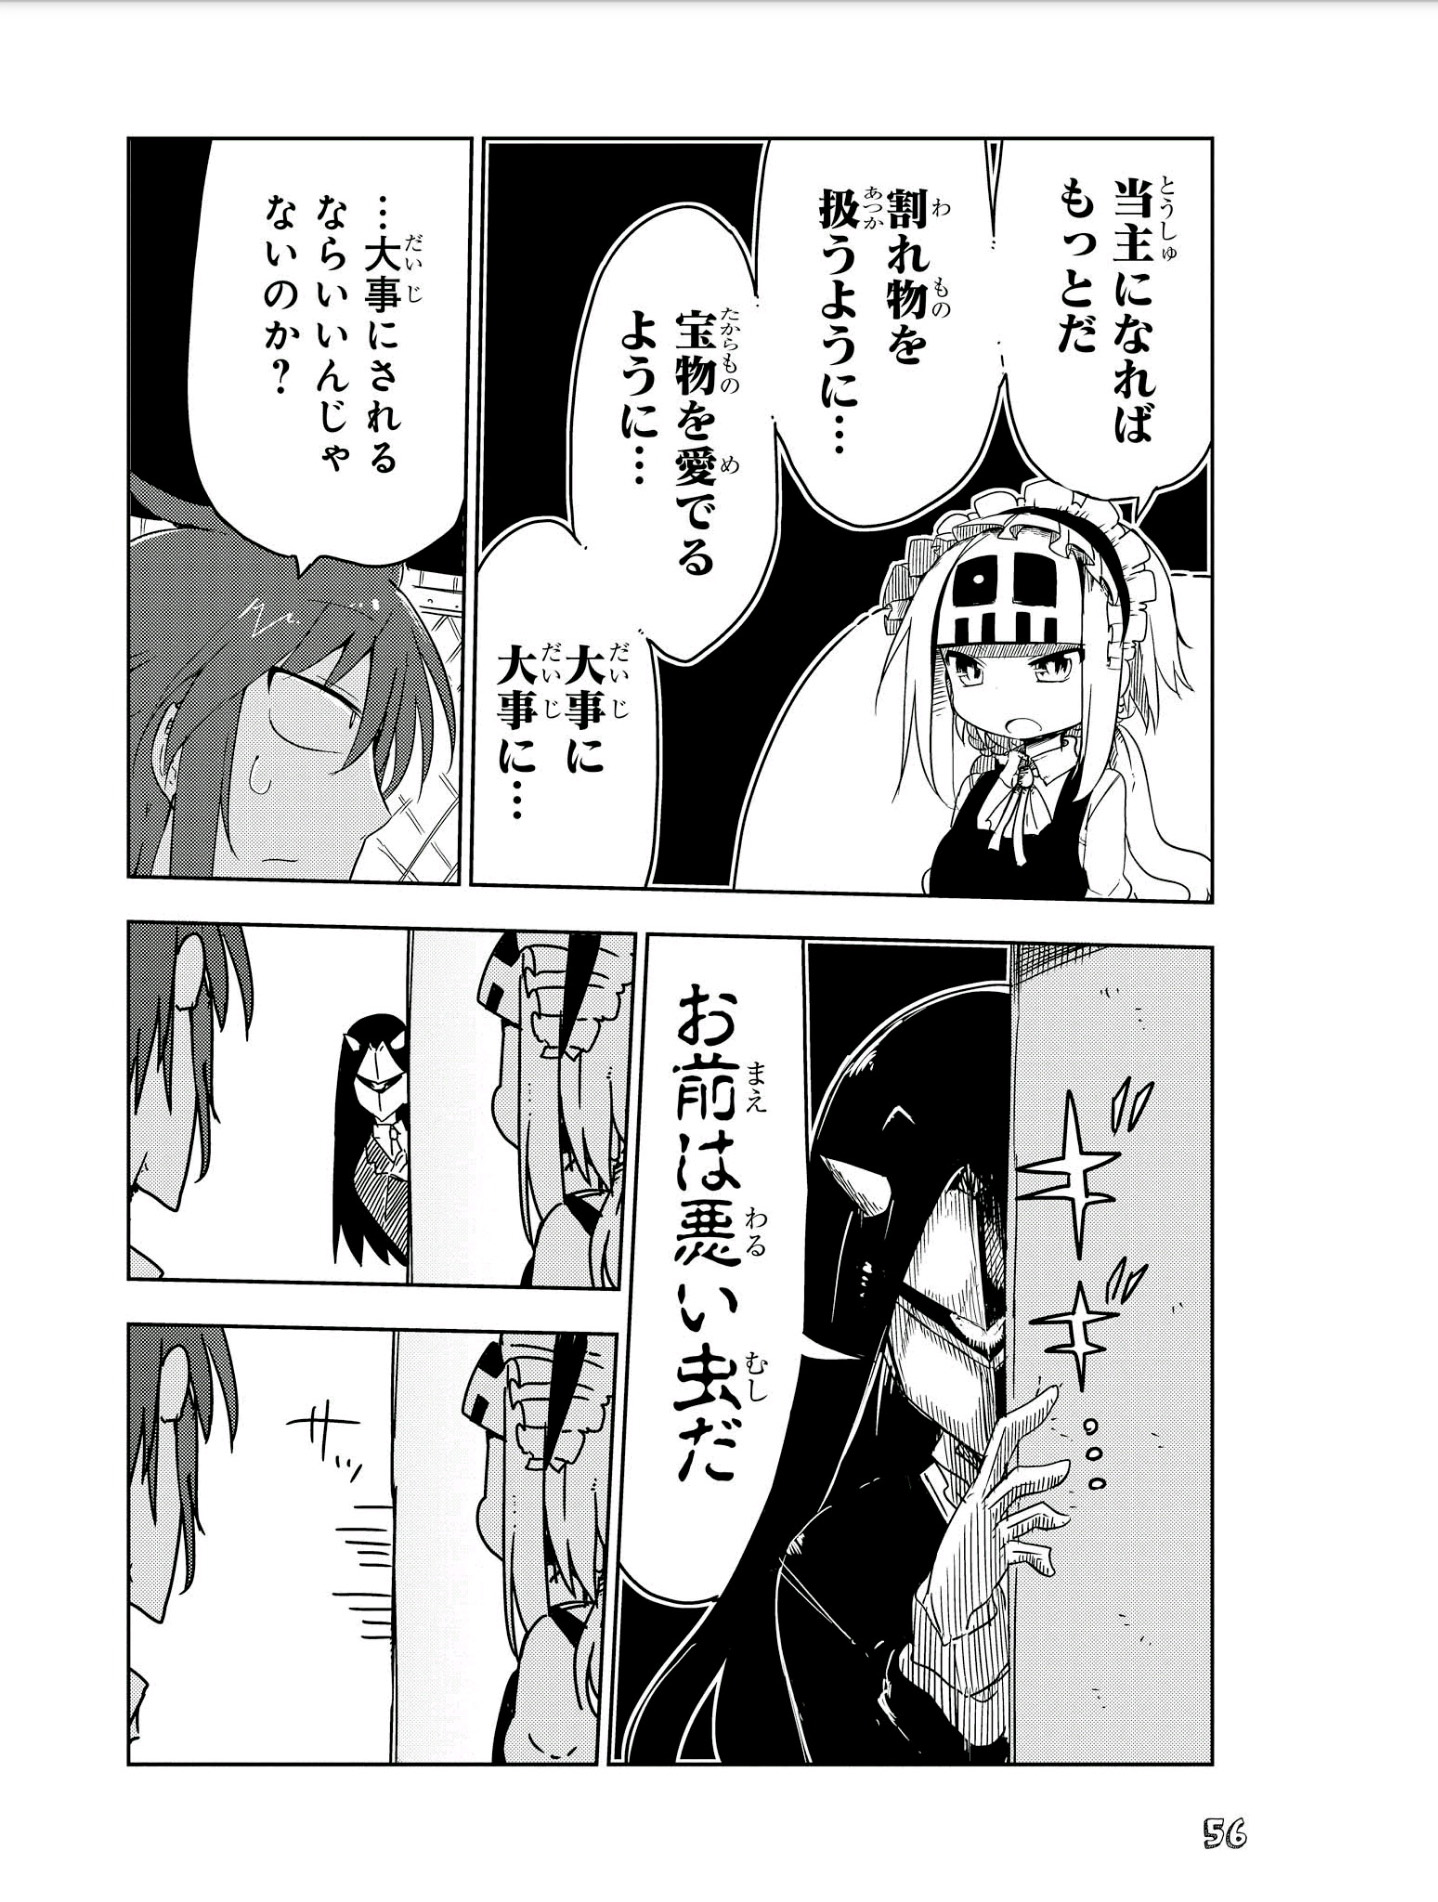 当主になれば
もっとだ
割れ物を
扱うように…
宝物を愛でる
ように…
大事に
大事に…
…大事にされる
ならいいんじゃ
ないのか？
お前は悪い虫だ
サッ
56